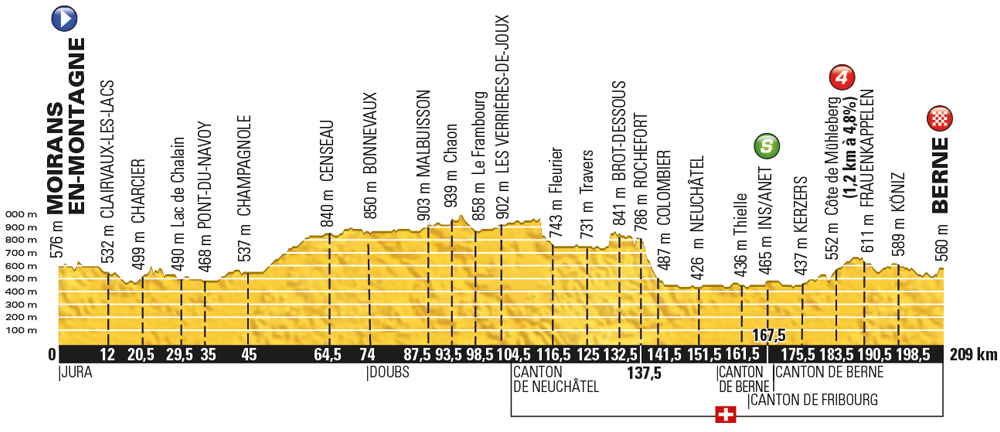 576 m MOIRANS
EN-MONTAGNE
532 m CLAIRVAUX-LES-LACS
499 m CHARCIER
490 m Lac de Chalain
468 m PONT-DU-NAVOY
537 m CHAMPAGNOLE
840 m CENSEAU
850 m BONNEVAUX
903 m MALBUISSON
939 m Chaon
858 m Le Frambourg
902 m LES VERRIÈRES-DE-JOUX
743 m Fleurier
731 m Travers
841 m BROT-DESSOUS
786 m ROCHEFORT
487 m COLOMBIER
426 m NEUCHÂTEL
436 m Thielle
S
465 m INS/ANET
437 m KERZERS
4
552 m Côte de Mühleberg
(1.2 km à 4,8%)
611 m FRAUENKAPPELEN
589 m KÖNIZ
560 m BERNE
000 m
900 m
800 m
700 m
600 m
500 m
400 m
300 m
200 m
100 m
167,5
0 12 20,5 29,5 35 45 64,5 74 87,5 93,5 98,5 104,5 116,5 125 132,5 141,5 151,5 161,5 175,5 183,5 190,5 198,5 209 km
137,5
JURA
DOUBS
CANTON
DE NEUCHÂTEL
CANTON
DE BERNE
CANTON DE BERNE
CANTON DE FRIBOURG